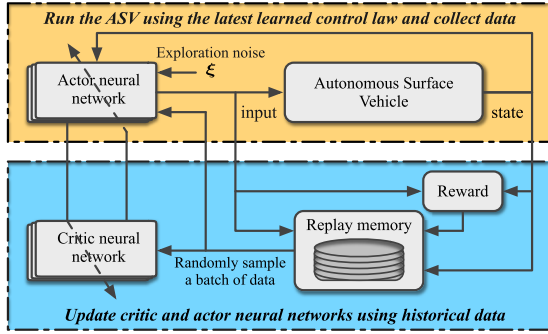 Run the ASV using the latest learned control law and collect data
Exploration noise
ξ
Actor neural
network
Autonomous Surface
Vehicle
input
state
Reward
Replay memory
Critic neural
network
Randomly sample
a batch of data
Update critic and actor neural networks using historical data